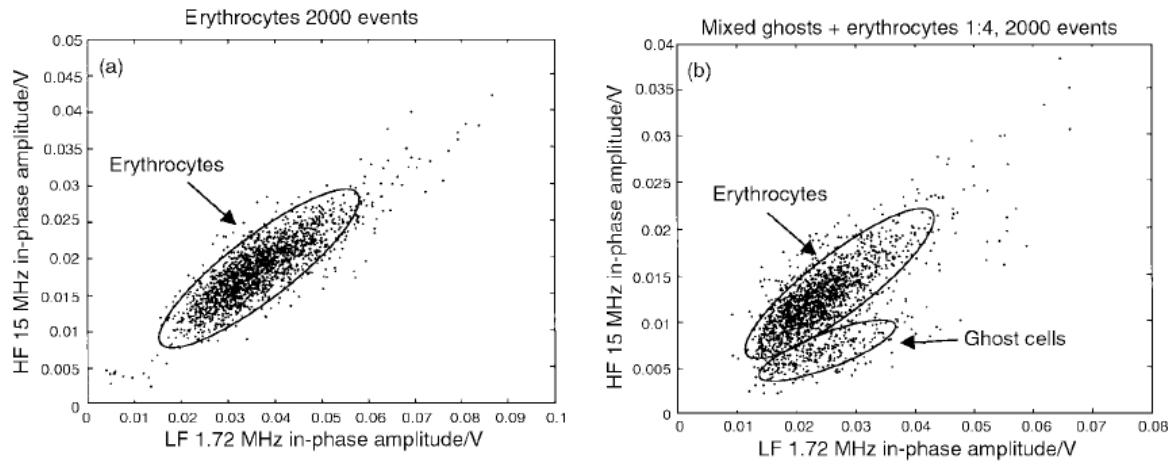 Erythrocytes 2000 events
(a)
HF 15 MHz in-phase amplitude/V
0.05
0.045
0.04
0.035
0.03
0.025
0.02
0.015
0.01
0.005
0
Erythrocytes
0 0.01 0.02 0.03 0.04 0.05 0.06 0.07 0.08 0.09 0.1
LF 1.72 MHz in-phase amplitude/V
Mixed ghosts + erythrocytes 1:4, 2000 events
(b)
HF 15 MHz in-phase amplitude/V
0.04
0.035
0.03
0.025
0.02
0.015
0.01
0.005
0
Erythrocytes
Ghost cells
0 0.01 0.02 0.03 0.04 0.05 0.06 0.07 0.08
LF 1.72 MHz in-phase amplitude/V